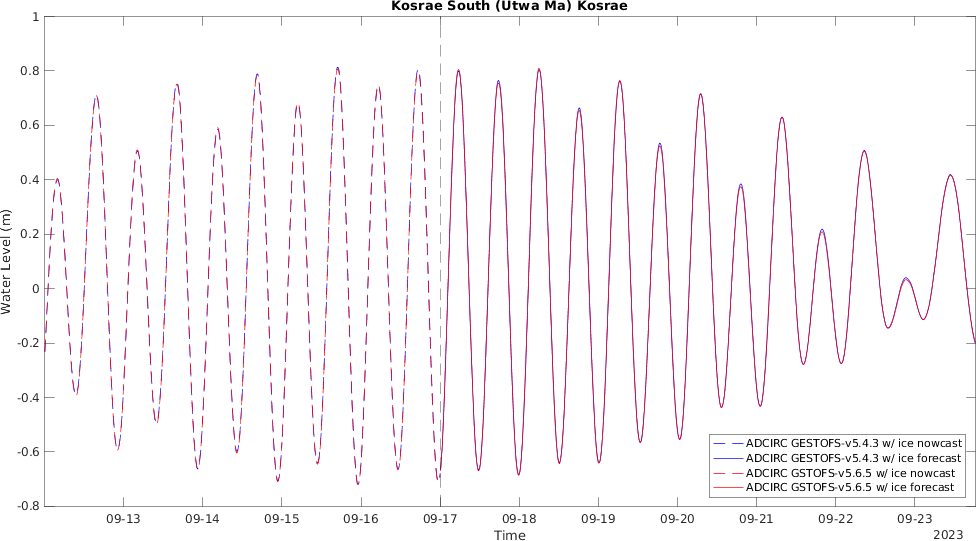 Kosrae South (Utwa Ma) Kosrae
1
0.8
0.6
0.4
0.2
0
-0.2
-0.4
-0.6
-0.8
Water Level (m)
09-13 09-14 09-15 09-16 09-17 09-18 09-19 09-20 09-21 09-22 09-23
Time
2023
ADCIRC GESTOFS-v5.4.3 w/ ice nowcast
ADCIRC GESTOFS-v5.4.3 w/ ice forecast
ADCIRC GSTOFS-v5.6.5 w/ ice nowcast
ADCIRC GSTOFS-v5.6.5 w/ ice forecast